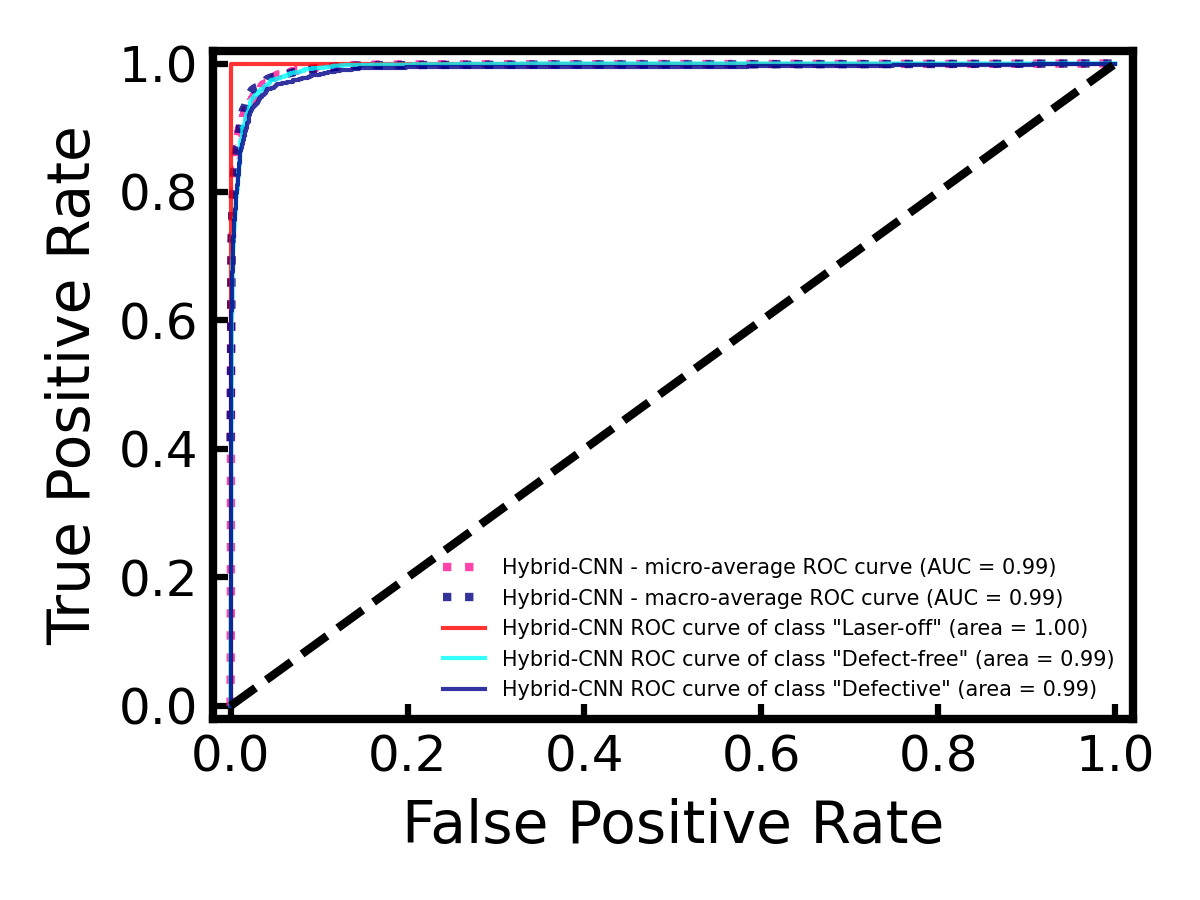 True Positive Rate
1.0
0.8
0.6
0.4
0.2
0.0
Hybrid-CNN - micro-average ROC curve (AUC = 0.99)
Hybrid-CNN - macro-average ROC curve (AUC = 0.99)
Hybrid-CNN ROC curve of class "Laser-off" (area = 1.00)
Hybrid-CNN ROC curve of class "Defect-free" (area = 0.99)
Hybrid-CNN ROC curve of class "Defective" (area = 0.99)
0.0 0.2 0.4 0.6 0.8 1.0
False Positive Rate